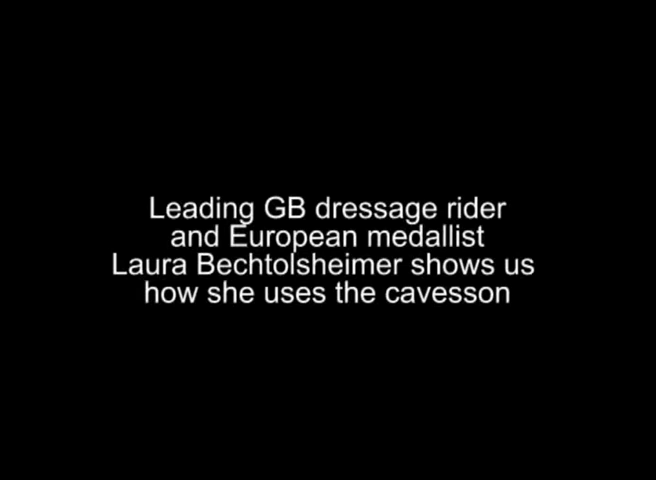 Leading GB dressage rider
and European medallist
Laura Bechtolsheimer shows us
how she uses the cavesson